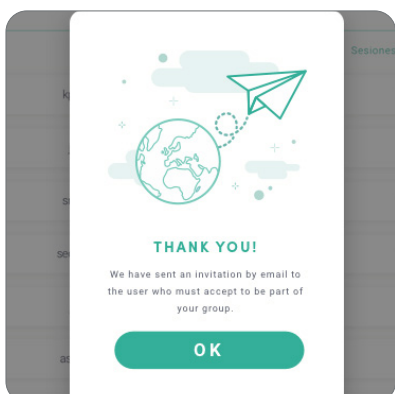 Sesiones
THANK YOU!
We have sent an invitation by email to
the user who must accept to be part of
your group.
OK